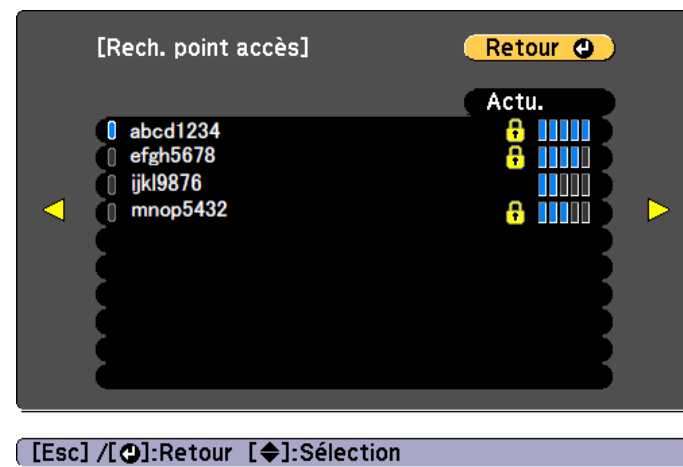 [Rech. point accès]
Retour
Actu.
abcd1234
efgh5678
ijkl9876
mnop5432
[Esc] /[ ]:Retour [ ]:Sélection